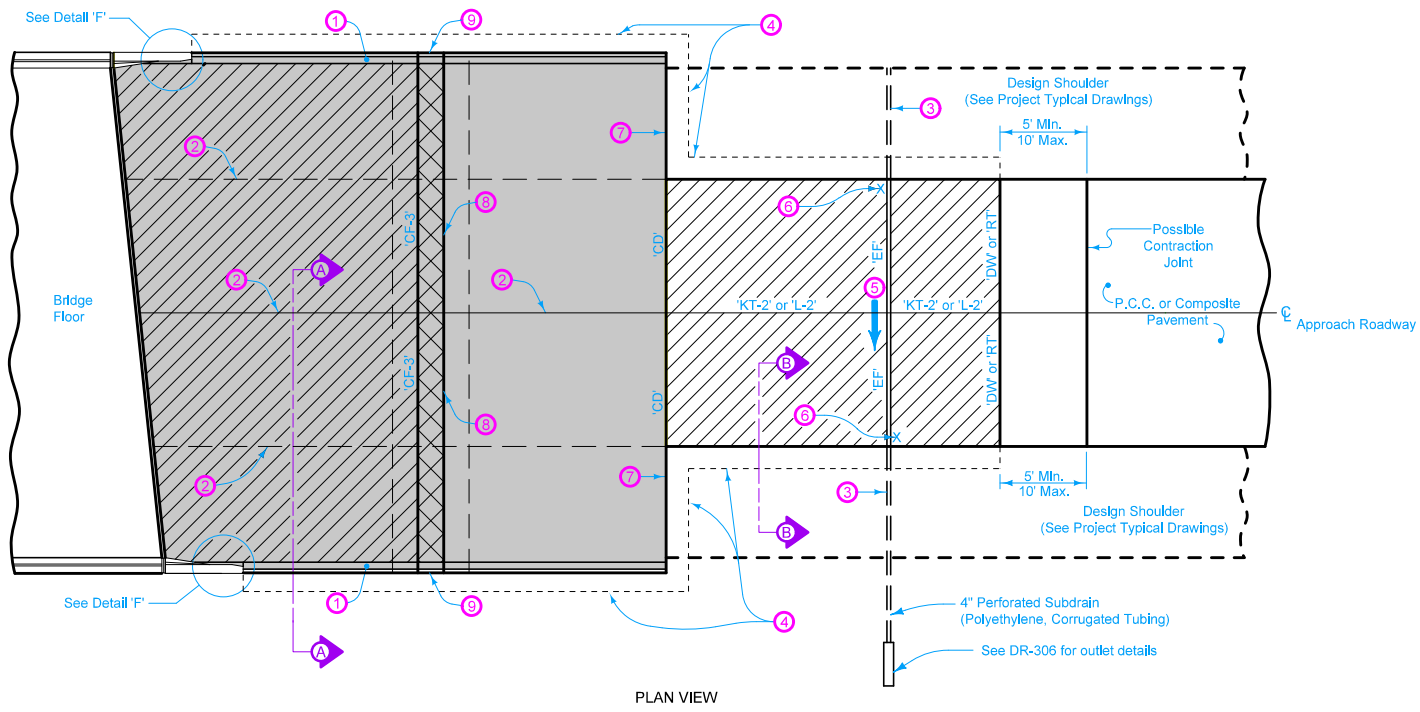 See Detail 'F'
1
9
4
Design Shoulder
(See Project Typical Drawings)
3
5' Min.
10' Max.
7
2
6
X
8
'CF-3'
'CD'
'EF'
'DW' or 'RT'
Possible
Contraction
Joint
A
2
2
5
Bridge
Floor
'KT-2' or 'L-2'
'KT-2' or 'L-2'
P.C.C. or Composite
Pavement
CL
Approach Roadway
'CF-3'
'CD'
B
'EF'
'DW' or 'RT'
8
6
X
2
7
3
5' Min.
10' Max.
Design Shoulder
(See Project Typical Drawings)
B
See Detail 'F'
1
9
4
4" Perforated Subdrain
(Polyethylene, Corrugated Tubing)
A
See DR-306 for outlet details
PLAN VIEW